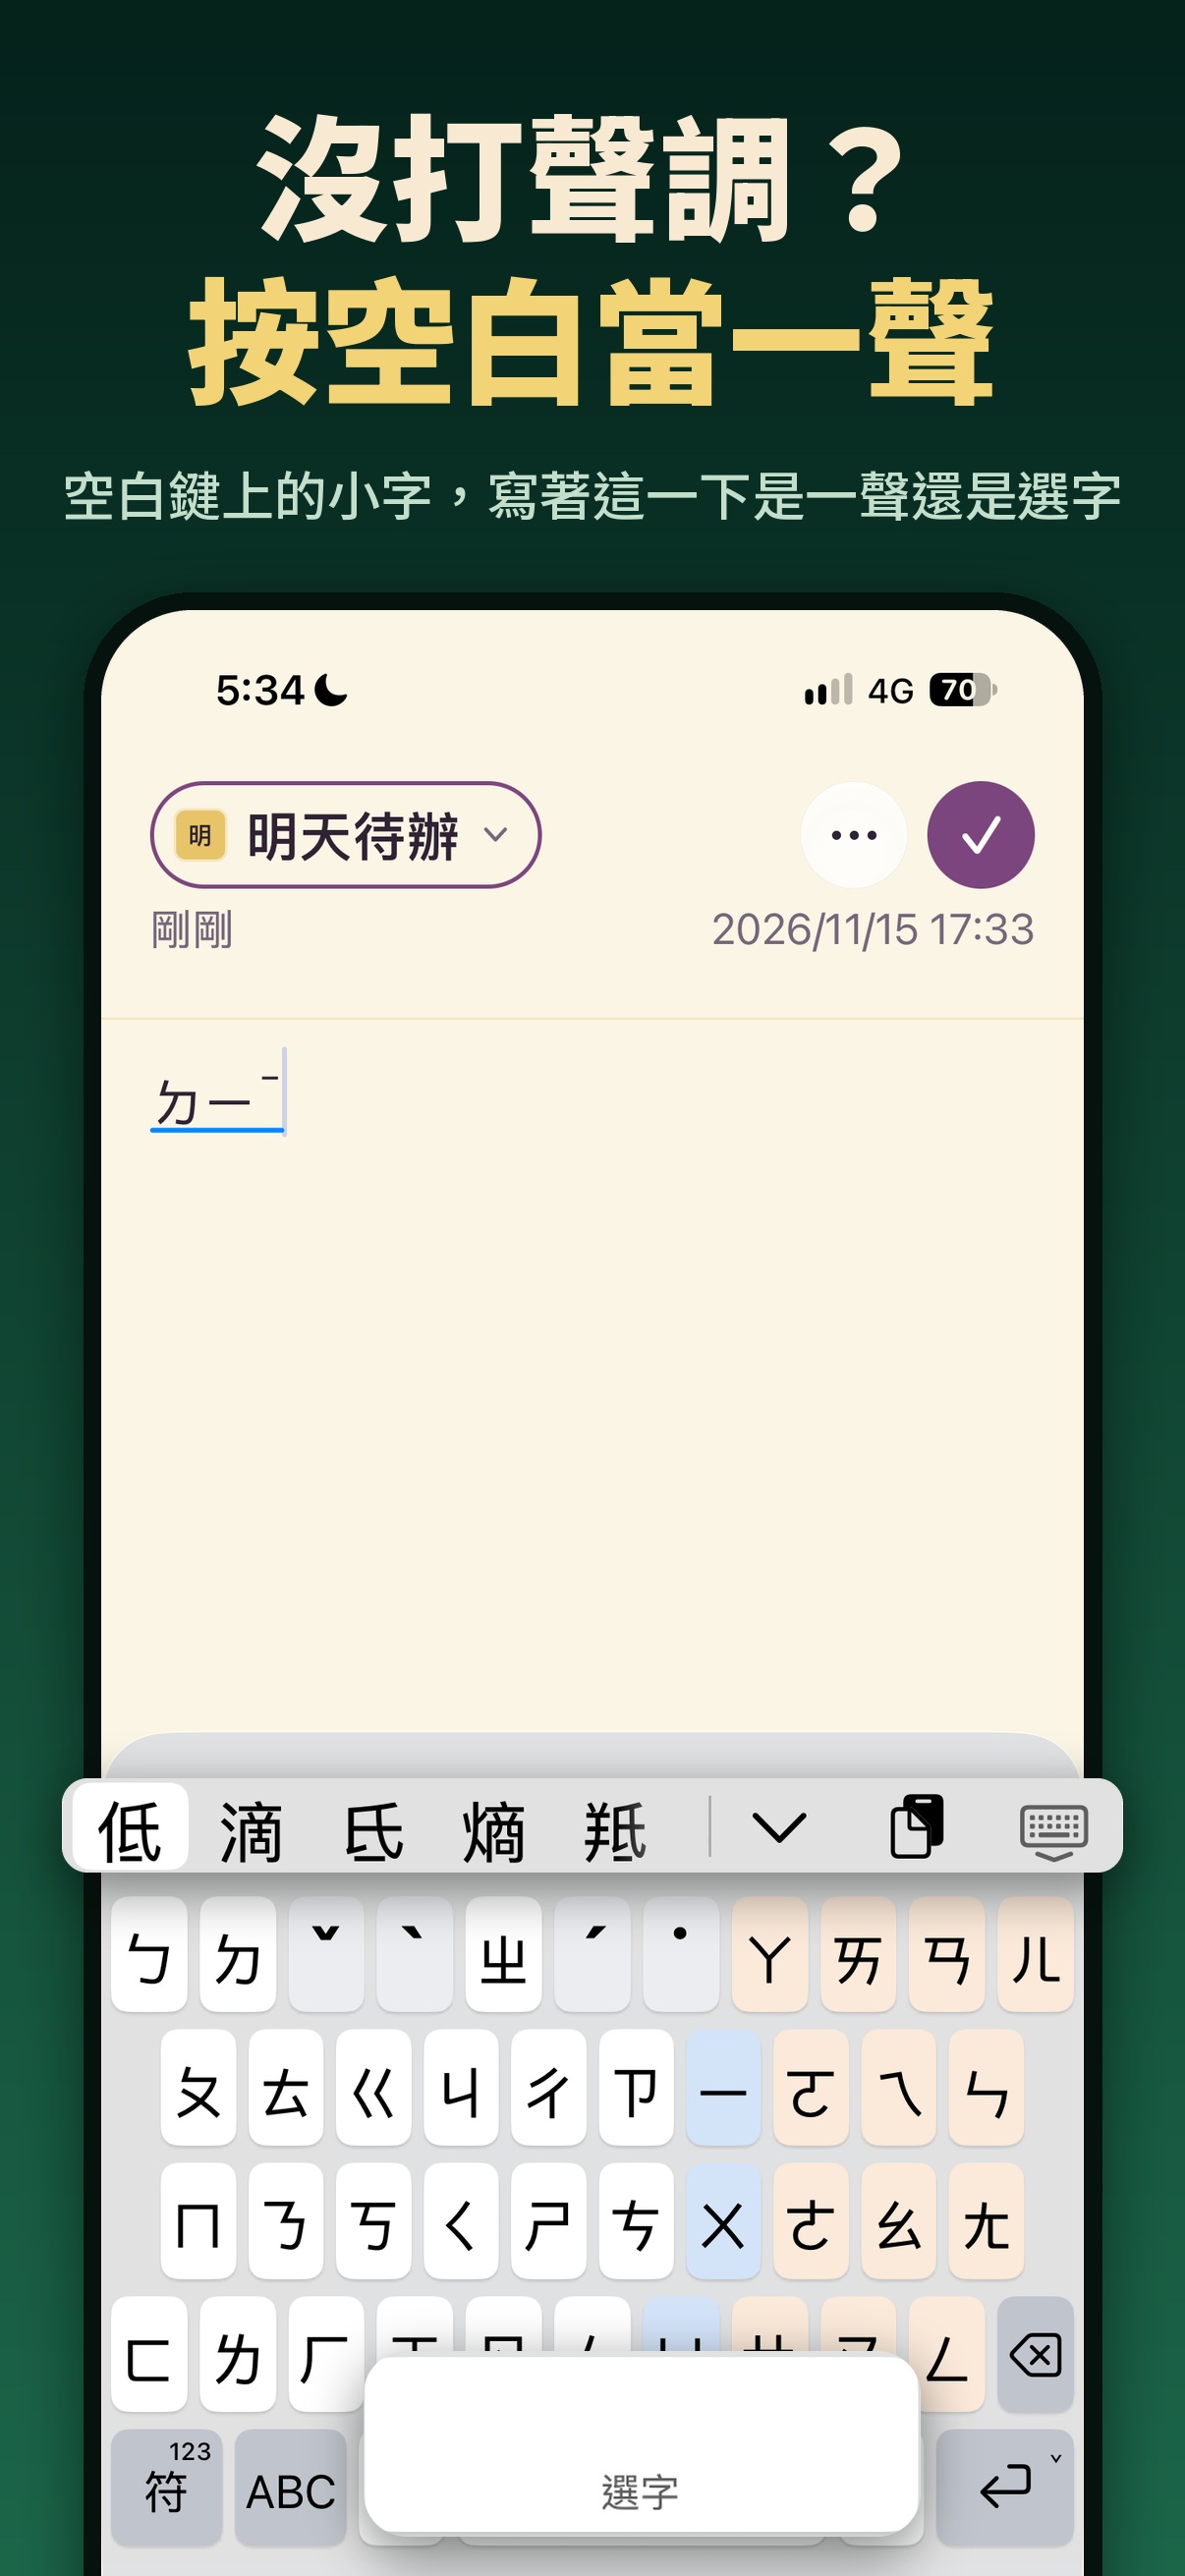 沒打聲調？
按空白當一聲
空白鍵上的小字，寫著這一下是一聲還是選字
5:34 4G 70
明 明天待辦
剛剛 2026/11/15 17:33
ㄉㄧˉ
低 滴 氐 熵 羝
ㄅ ㄉ ˇ ˋ ㄓ ˊ ˙ ㄚ ㄞ ㄢ ㄦ
ㄆ ㄊ ㄍ ㄐ ㄔ ㄗ ㄧ ㄛ ㄟ ㄣ
ㄇ ㄋ ㄎ ㄑ ㄕ ㄘ ㄨ ㄜ ㄠ ㄤ
ㄈ ㄌ ㄏ ㄒ ㄖ ㄙ ㄩ ㄝ ㄡ ㄥ
123
符 ABC 選字